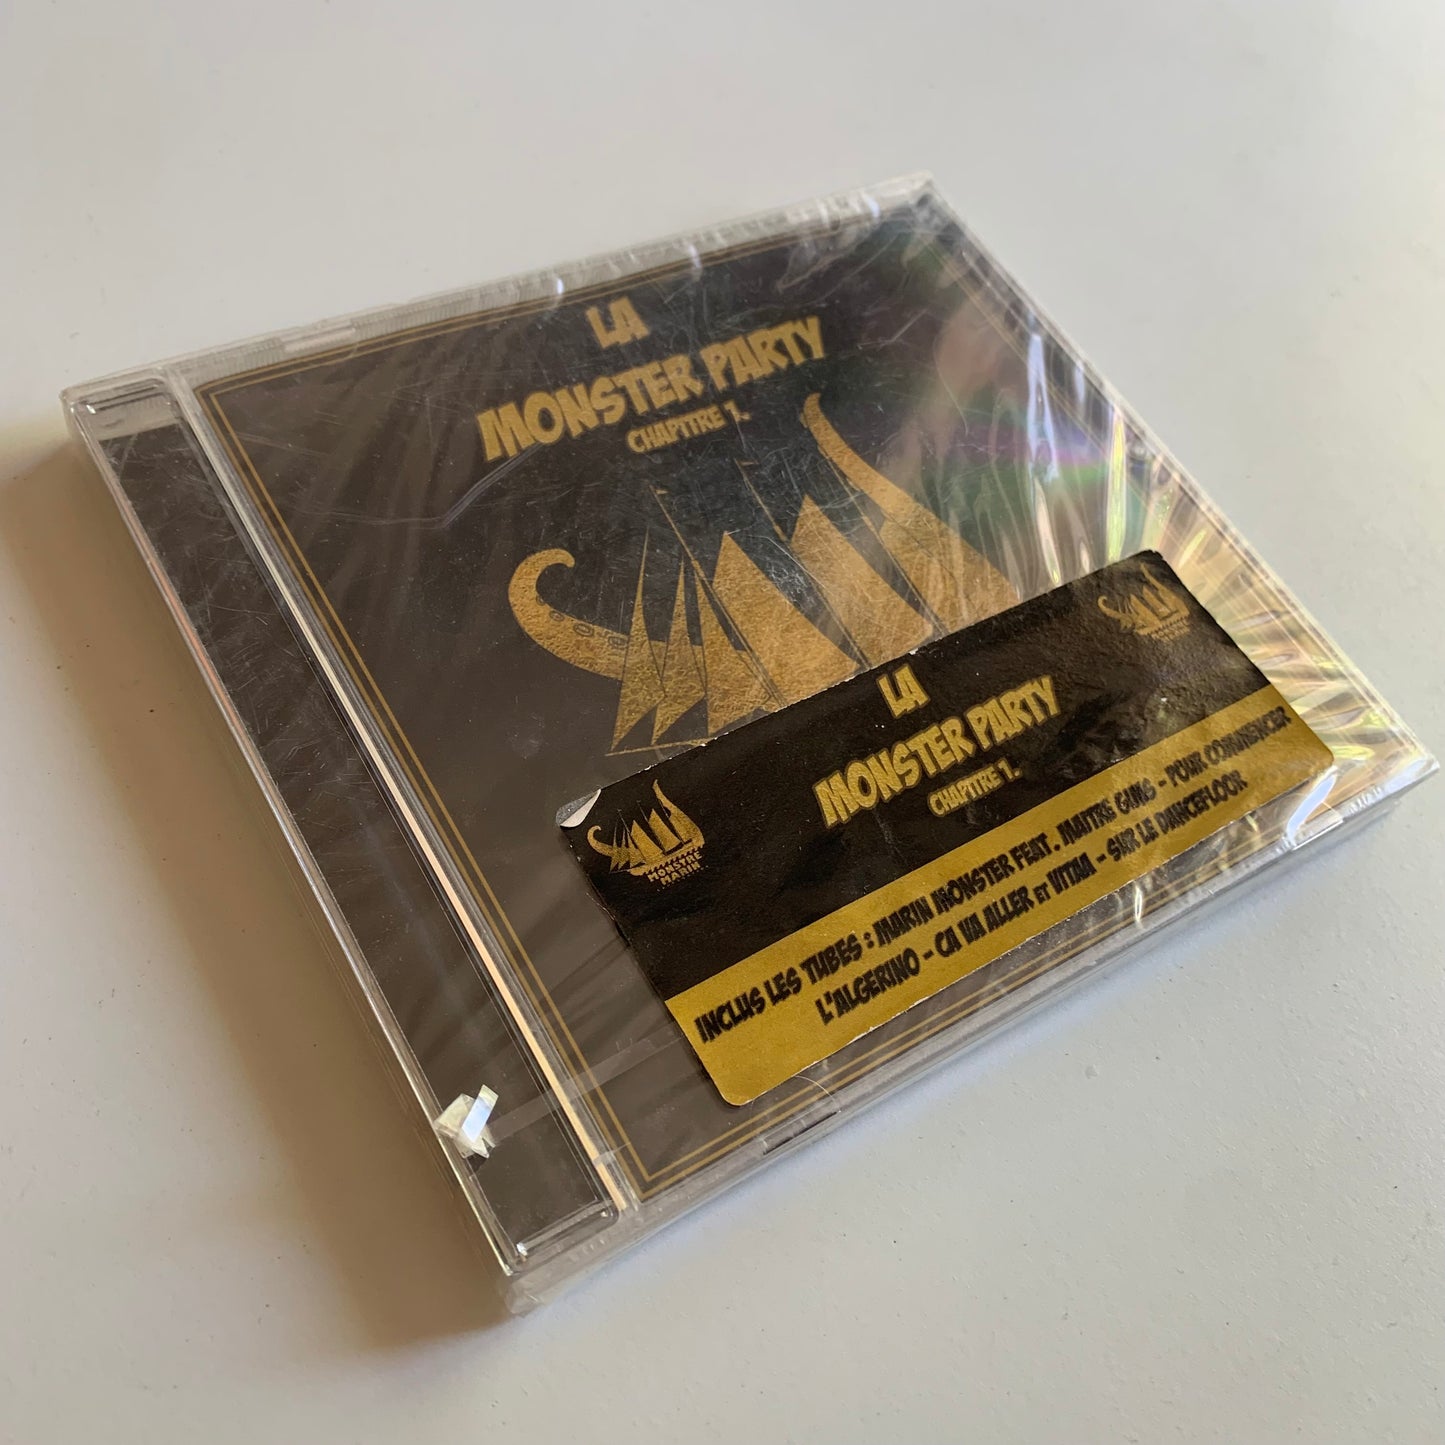 LA
MONSTER PARTY
CHAPITRE 1.
LA
MONSTER PARTY
CHAPTIRE 1.
MONSTRE
MARIN
INCLUS LES TUBES : MARIN MONSTER FEAT. MAITRE GIMS - POUR COMMENCER
L'ALGERINO - CA VA ALLER ET VITAA - SUR LE DANCEFLOOR